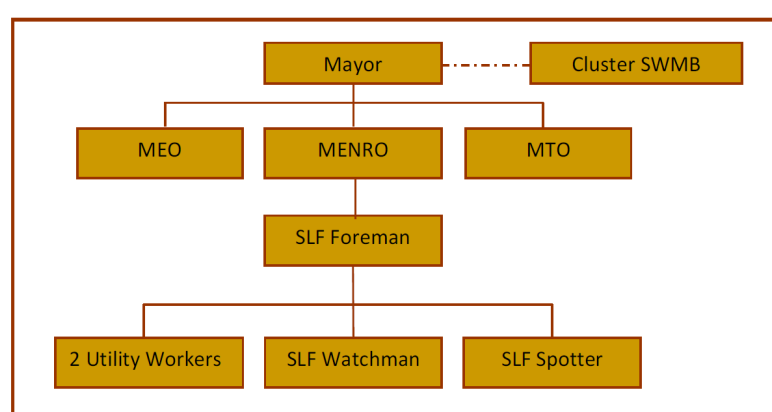 Mayor
Cluster SWMB
MEO
MENRO
MTO
SLF Foreman
2 Utility Workers
SLF Watchman
SLF Spotter